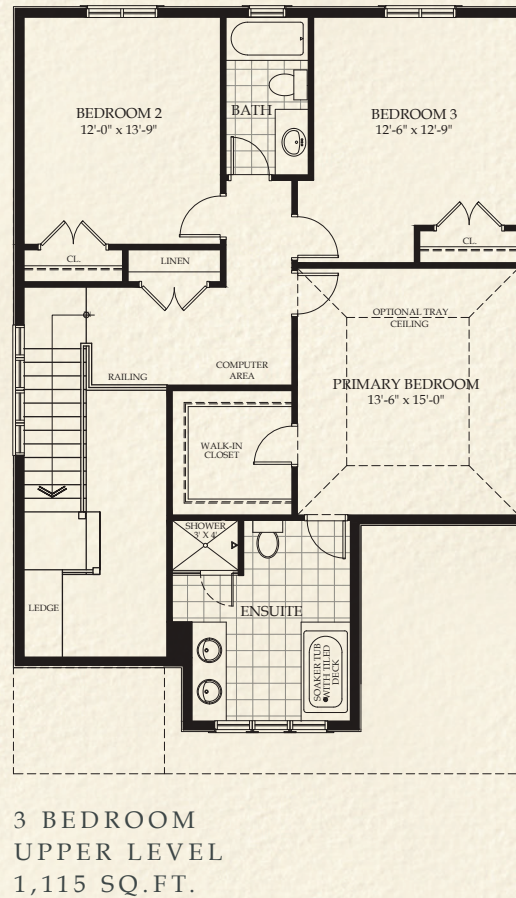 BEDROOM 2
12'-0" x 13'-9"
BATH
BEDROOM 3
12'-6" x 12'-9"
CL.
LINEN
CL.
OPTIONAL TRAY
CEILING
RAILING
COMPUTER
AREA
PRIMARY BEDROOM
13'-6" x 15'-0"
WALK-IN
CLOSET
SHOWER
3' X 4'
ENSUITE
LEDGE
SOAKER TUB
WITH TILED
DECK
3 BEDROOM
UPPER LEVEL
1,115 SQ.FT.